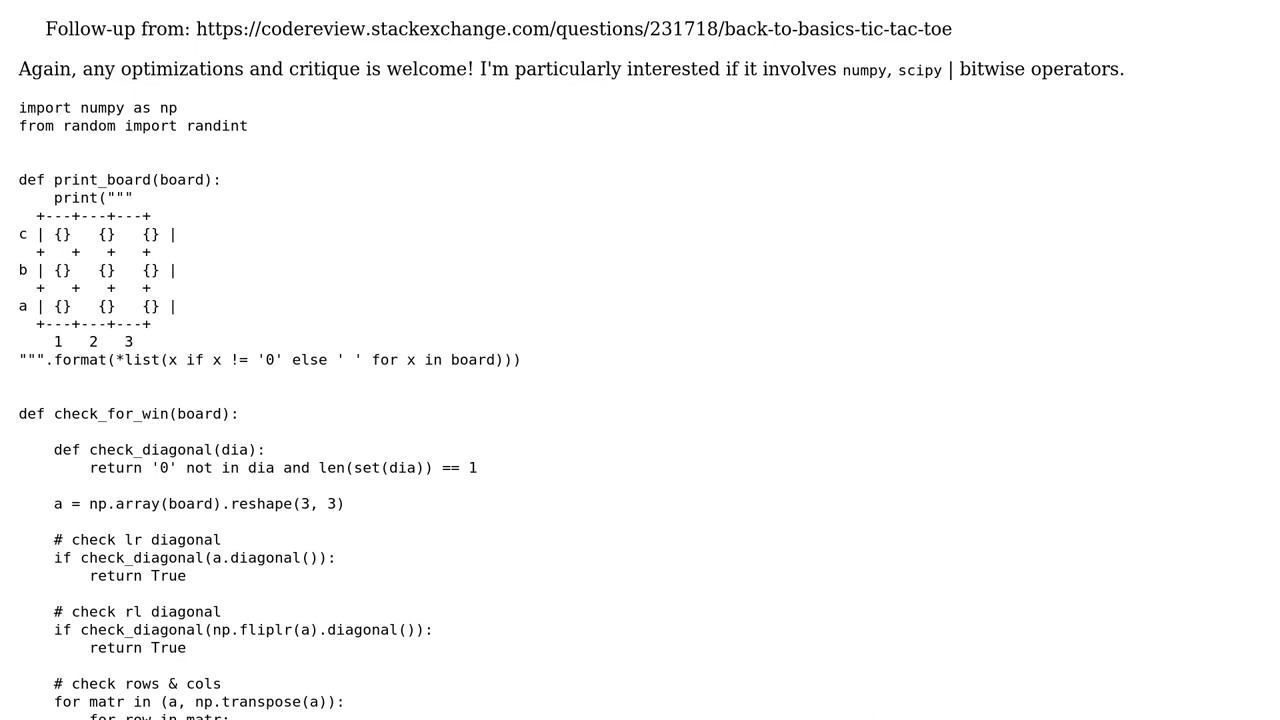 Follow-up from: https://codereview.stackexchange.com/questions/231718/back-to-basics-tic-tac-toe
Again, any optimizations and critique is welcome! I'm particularly interested if it involves numpy, scipy | bitwise operators.
import numpy as np
from random import randint
def print_board(board):
    print("""
  +---+---+---+
c | {}   {}   {} |
  +   +   +   +
b | {}   {}   {} |
  +   +   +   +
a | {}   {}   {} |
  +---+---+---+
    1   2   3
""".format(*list(x if x != '0' else ' ' for x in board)))
def check_for_win(board):
    def check_diagonal(dia):
        return '0' not in dia and len(set(dia)) == 1
    a = np.array(board).reshape(3, 3)
    # check lr diagonal
    if check_diagonal(a.diagonal()):
        return True
    # check rl diagonal
    if check_diagonal(np.fliplr(a).diagonal()):
        return True
    # check rows & cols
    for matr in (a, np.transpose(a)):
        for row in matr: